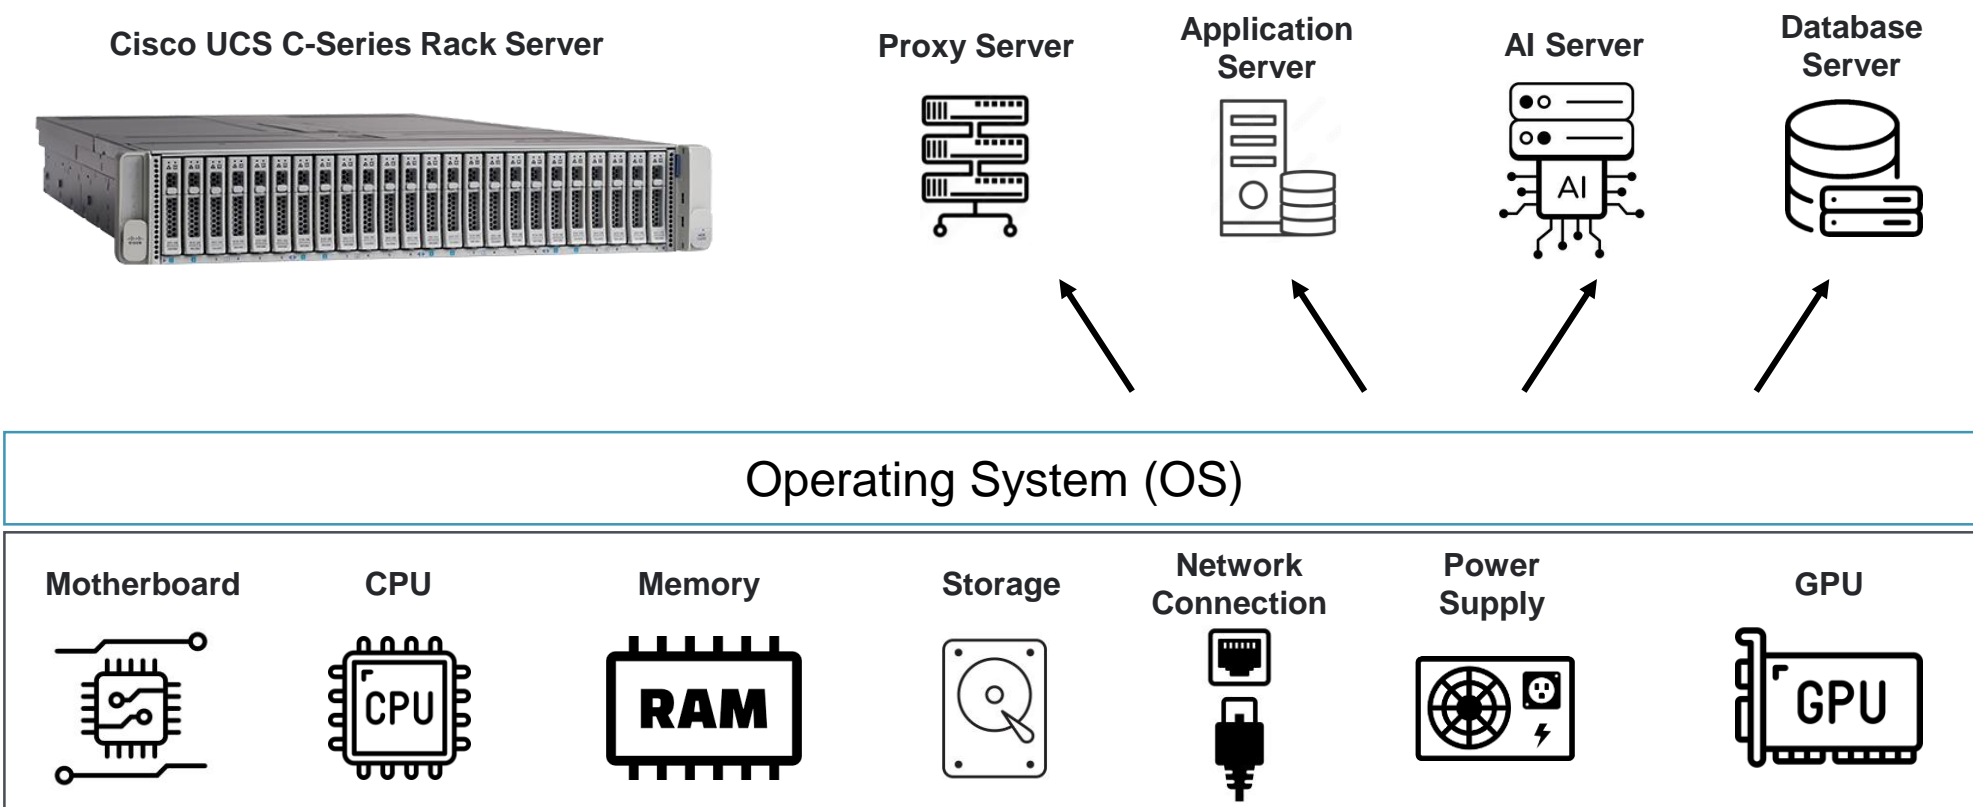 Cisco UCS C-Series Rack Server
Proxy Server
Application
Server
AI Server
Database
Server
AI
Operating System (OS)
Motherboard
CPU
Memory
Storage
Network
Connection
Power
Supply
GPU
CPU
RAM
GPU